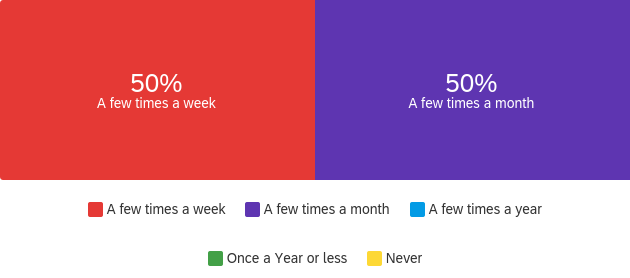 50% 50%
A few times a week A few times a month
A few times a week A few times a month A few times a year
Once a Year or less Never